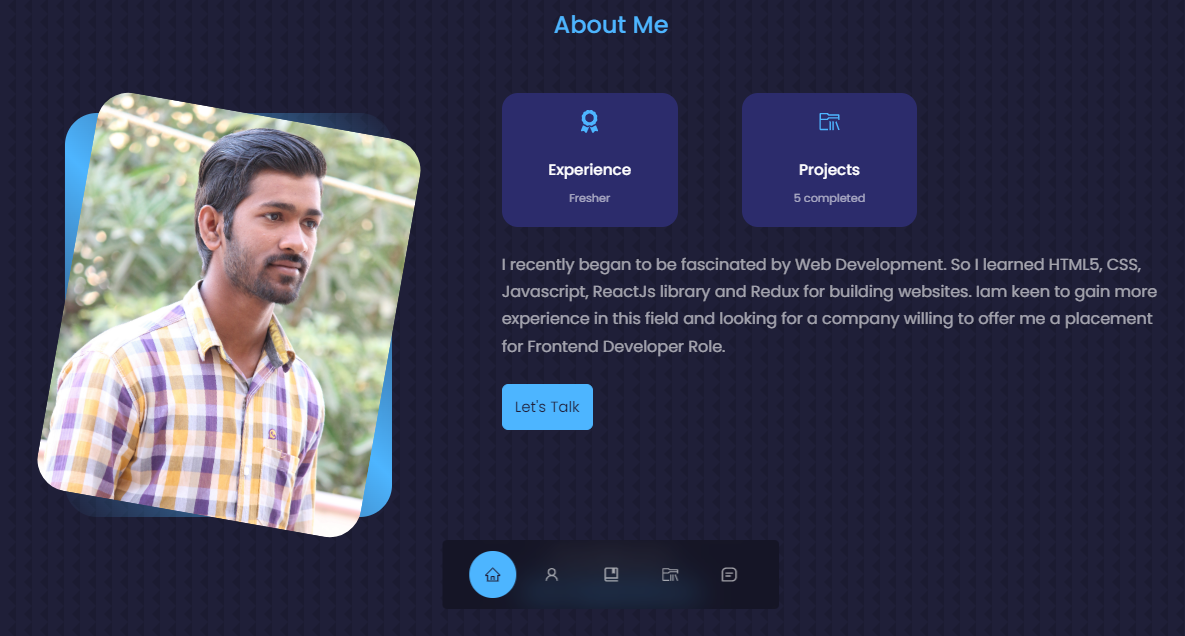 About Me
Experience
Fresher
Projects
5 completed
I recently began to be fascinated by Web Development. So I learned HTML5, CSS,
Javascript, ReactJs library and Redux for building websites. Iam keen to gain more
experience in this field and looking for a company willing to offer me a placement
for Frontend Developer Role.
Let's Talk